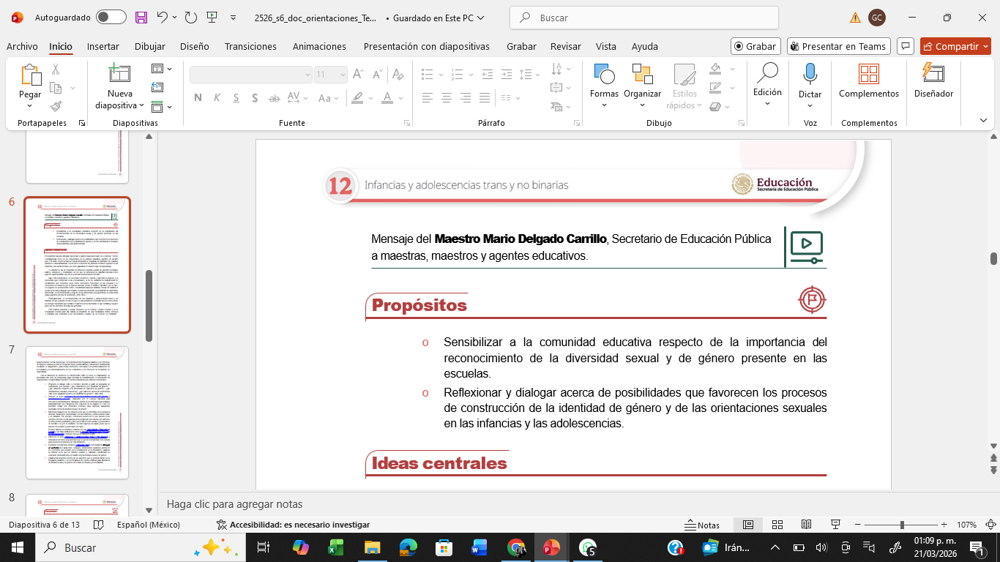 Autoguardado
2526_s6_doc_orientaciones_Te... • Guardado en Este PC
Buscar
GC
Archivo Inicio Insertar Dibujar Diseño Transiciones Animaciones Presentación con diapositivas Grabar Revisar Vista Ayuda
Grabar Presentar en Teams Compartir
Pegar
Portapapeles
Nueva
diapositiva
Diapositivas
11
N K S S ab AV Aa A
Fuente
Párrafo
Formas Organizar Estilos
rápidos
Dibujo
Edición
Dictar
Voz
Complementos
Complementos
Diseñador
6
7
8
12 Infancias y adolescencias trans y no binarias
Educación
Secretaría de Educación Pública
Mensaje del Maestro Mario Delgado Carrillo, Secretario de Educación Pública
a maestras, maestros y agentes educativos
Propósitos
o Sensibilizar a la comunidad educativa respecto de la importancia del
reconocimiento de la diversidad sexual y de género presente en las
escuelas.
o Reflexionar y dialogar acerca de posibilidades que favorecen los procesos
de construcción de la identidad de género y de las orientaciones sexuales
en las infancias y las adolescencias.
Ideas centrales
Haga clic para agregar notas
Diapositiva 6 de 13 Español (México) Accesibilidad: es necesario investigar Notas 107%
Buscar
5
Irán...
01:09 p. m.
21/03/2026
1